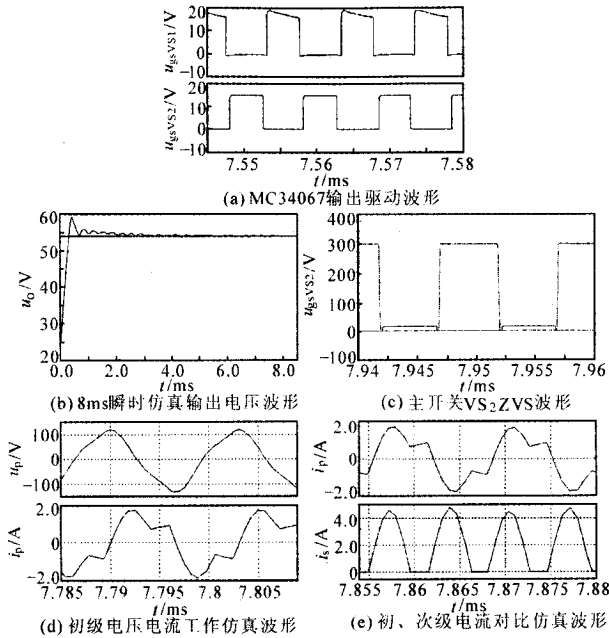 20
10
0
−10
u_gsVS1/V
20
10
0
−10
u_gsVS2/V
7.55 7.56 7.57 7.58
t/ms
(a) MC34067输出驱动波形
60
50
40
30
20
u_o/V
0.0 2.0 4.0 6.0 8.0
t/ms
(b) 8ms瞬时仿真输出电压波形
400
300
200
100
0
−100
u_gsVS2/V
7.94 7.945 7.95 7.955 7.96
t/ms
(c) 主开关VS₂ZVS波形
100
0
−100
u_p/V
2.0
0
−2.0
i_p/A
7.785 7.79 7.795 7.8 7.805
t/ms
(d) 初级电压电流工作仿真波形
2.0
0
−2.0
i_p/A
4.0
2.0
0
i_s/A
7.855 7.86 7.865 7.87 7.875 7.88
t/ms
(e) 初、次级电流对比仿真波形